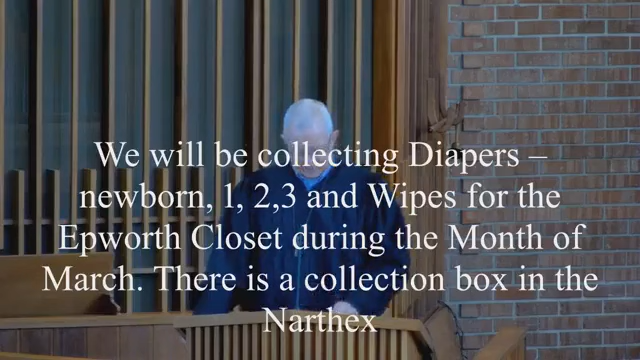 We will be collecting Diapers –
newborn, 1, 2,3 and Wipes for the
Epworth Closet during the Month of
March. There is a collection box in the
Narthex